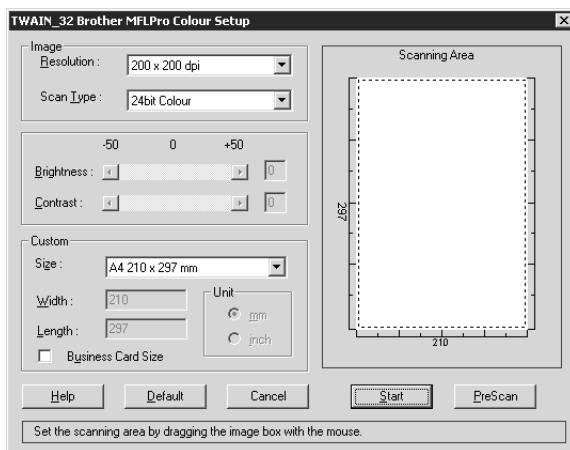 TWAIN_32 Brother MFLPro Colour Setup
Image
Resolution : 200 x 200 dpi
Scan Type : 24bit Colour
-50 0 +50
Brightness : 0
Contrast : 0
Custom
Size : A4 210 x 297 mm
Width : 210
Length : 297
Unit
mm
inch
Business Card Size
Scanning Area
297
210
Help Default Cancel Start PreScan
Set the scanning area by dragging the image box with the mouse.